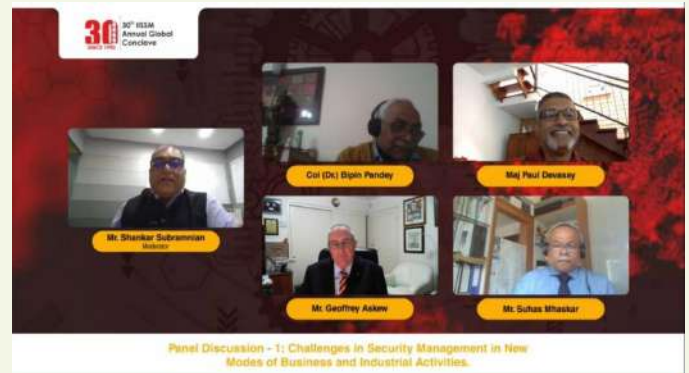 30
YEARS
SINCE 1990
30th IISSM
Annual Global
Conclave
Col (Dr.) Bipin Pandey
Maj Paul Devassy
Mr. Shankar Subramnian
Moderator
Mr. Geoffrey Askew
Mr. Suhas Mhaskar
Panel Discussion - 1: Challenges in Security Management in New
Modes of Business and Industrial Activities.